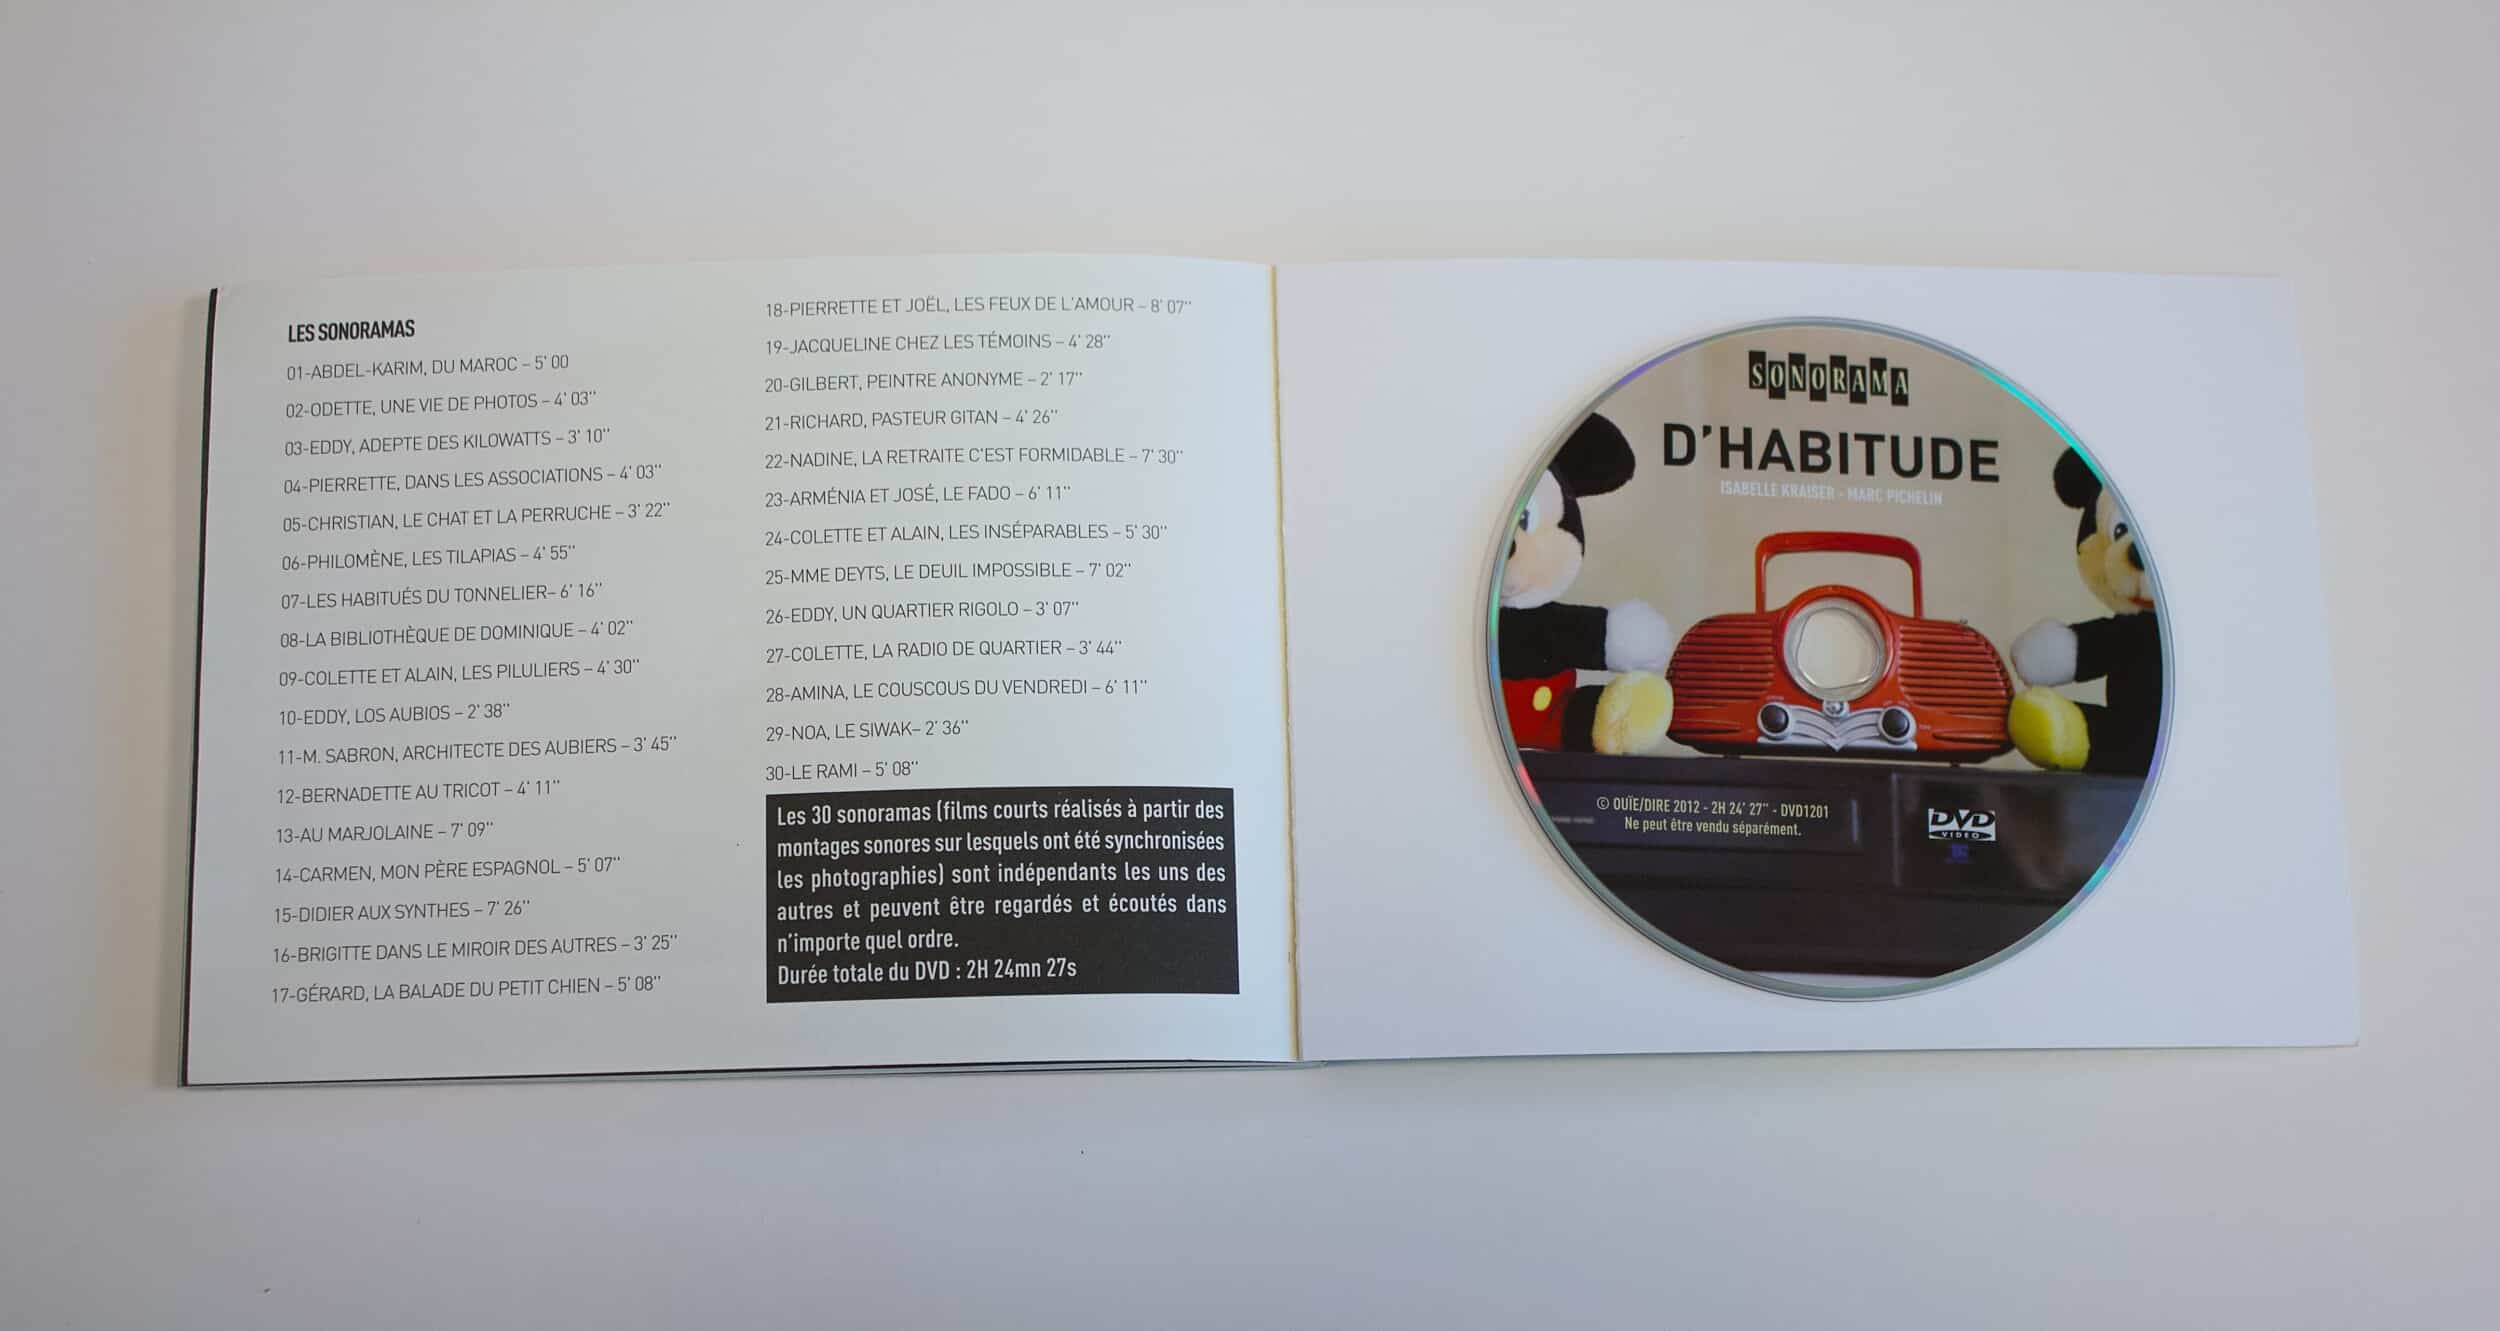 LES SONORAMAS
01-ABDEL-KARIM, DU MAROC – 5' 00
02-ODETTE, UNE VIE DE PHOTOS – 4' 03''
03-EDDY, ADEPTE DES KILOWATTS – 3' 10''
04-PIERRETTE, DANS LES ASSOCIATIONS – 4' 03''
05-CHRISTIAN, LE CHAT ET LA PERRUCHE – 3' 22''
06-PHILOMÈNE, LES TILAPIAS – 4' 55''
07-LES HABITUÉS DU TONNELIER– 6' 16''
08-LA BIBLIOTHÈQUE DE DOMINIQUE – 4' 02''
09-COLETTE ET ALAIN, LES PILULIERS – 4' 30''
10-EDDY, LOS AUBIOS – 2' 38''
11-M. SABRON, ARCHITECTE DES AUBIERS – 3' 45''
12-BERNADETTE AU TRICOT – 4' 11''
13-AU MARJOLAINE – 7' 09''
14-CARMEN, MON PÈRE ESPAGNOL – 5' 07''
15-DIDIER AUX SYNTHES – 7' 26''
16-BRIGITTE DANS LE MIROIR DES AUTRES – 3' 25''
17-GÉRARD, LA BALADE DU PETIT CHIEN – 5' 08''
18-PIERRETTE ET JOËL, LES FEUX DE L'AMOUR – 8' 07''
19-JACQUELINE CHEZ LES TÉMOINS – 4' 28''
20-GILBERT, PEINTRE ANONYME – 2' 17''
21-RICHARD, PASTEUR GITAN – 4' 26''
22-NADINE, LA RETRAITE C'EST FORMIDABLE – 7' 30''
23-ARMÉNIA ET JOSÉ, LE FADO – 6' 11''
24-COLETTE ET ALAIN, LES INSÉPARABLES – 5' 30''
25-MME DEYTS, LE DEUIL IMPOSSIBLE – 7' 02''
26-EDDY, UN QUARTIER RIGOLO – 3' 07''
27-COLETTE, LA RADIO DE QUARTIER – 3' 44''
28-AMINA, LE COUSCOUS DU VENDREDI – 6' 11''
29-NOA, LE SIWAK– 2' 36''
30-LE RAMI – 5' 08''
Les 30 sonoramas (films courts réalisés à partir des
montages sonores sur lesquels ont été synchronisées
les photographies) sont indépendants les uns des
autres et peuvent être regardés et écoutés dans
n'importe quel ordre.
Durée totale du DVD : 2H 24mn 27s
SONORAMA
D'HABITUDE
ISABELLE KRAISER - MARC PICHELIN
© OUÏE/DIRE 2012 - 2H 24' 27'' - DVD1201
Ne peut être vendu séparément.
DVD
VIDEO